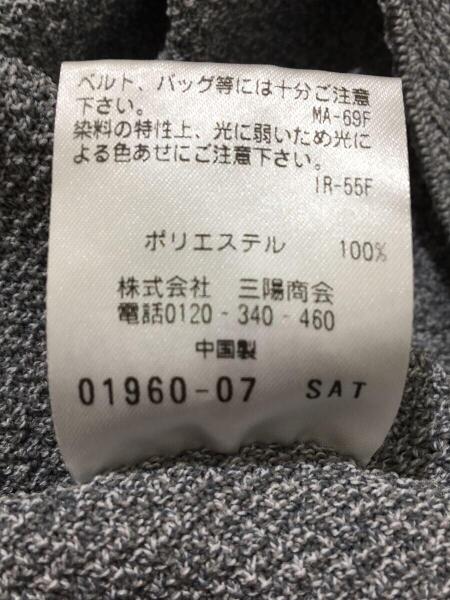 ベルト、バッグ等には十分ご注意
下さい。 MA-69F
染料の特性上、光に弱いため光に
よる色あせにご注意下さい。
IR-55F
ポリエステル 100%
株式会社 三陽商会
電話0120-340-460
中国製
01960-07 SAT